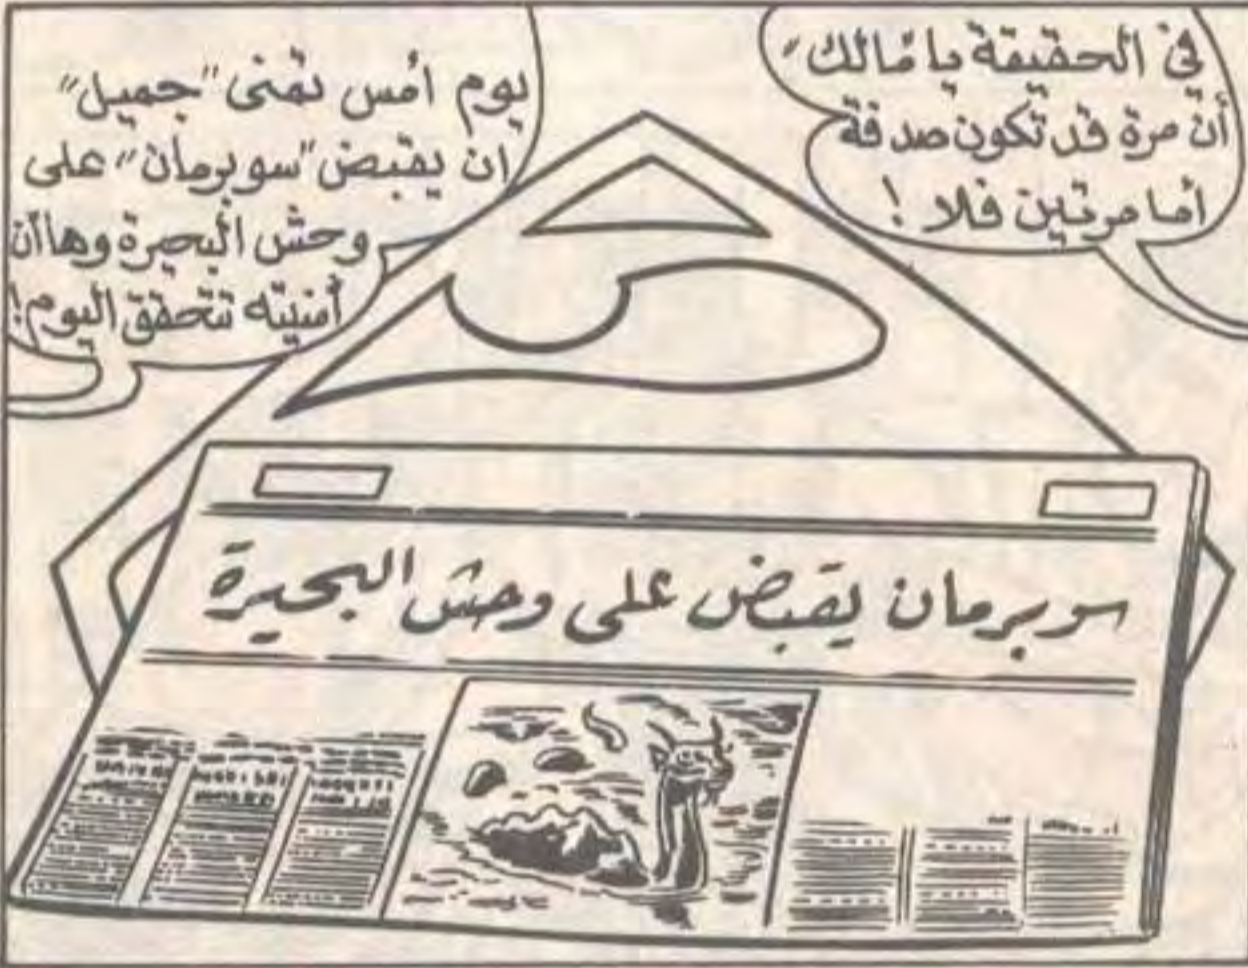 في الحقيقة يا مالك"
أن مرة قد تكون صدفة
أما مرتين فلا !
يوم أمس تمنى "جميل"
ان يقبض "سوبرمان" على
وحش البحيرة وها ان
أمنيته تتحقق اليوم!
سوبرمان يقبض على وحش البحيرة